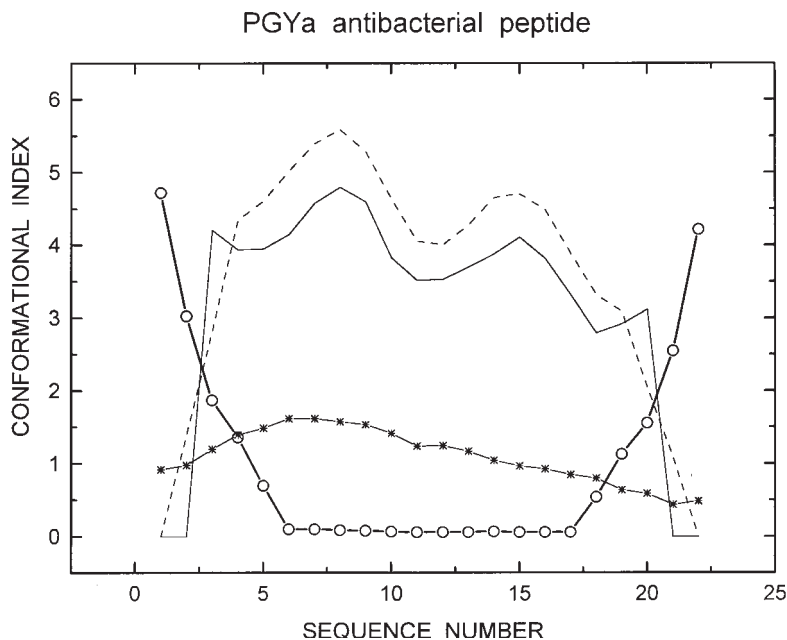 PGYa antibacterial peptide
CONFORMATIONAL INDEX
6
5
4
3
2
1
0
0 5 10 15 20 25
SEQUENCE NUMBER